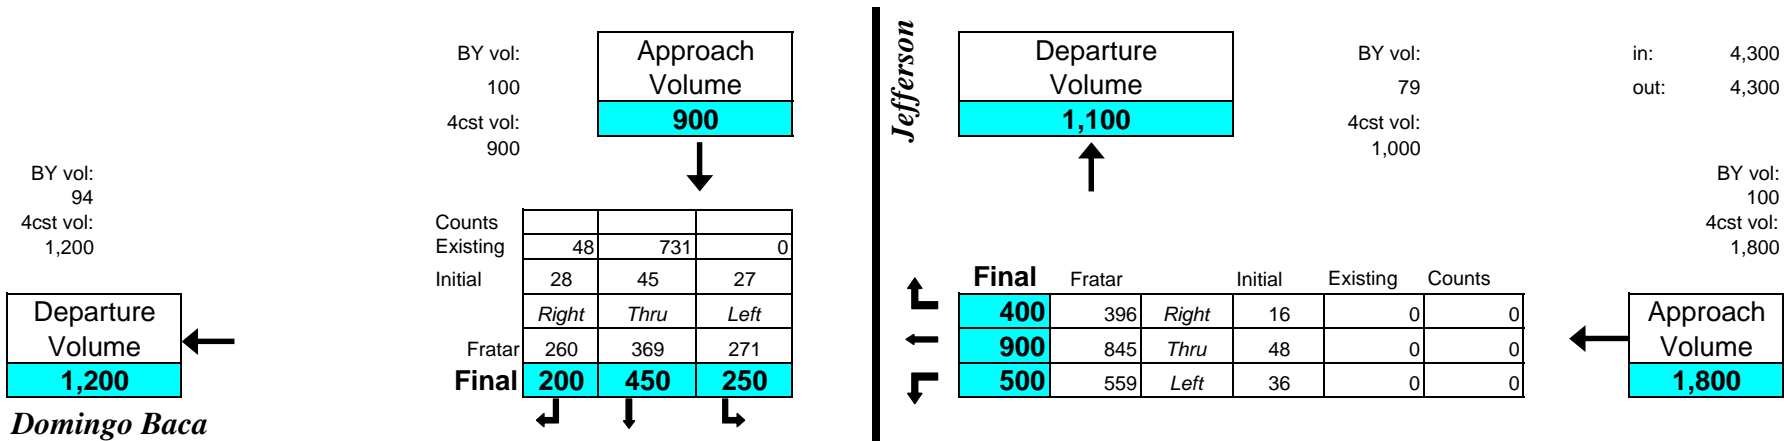 BY vol:
100
4cst vol:
900
Approach
Volume
900
Jefferson
Departure
Volume
1,100
BY vol:
79
4cst vol:
1,000
in: 4,300
out: 4,300
BY vol:
94
4cst vol:
1,200
BY vol:
100
4cst vol:
1,800
Counts
Existing 48 731 0
Initial 28 45 27
Right Thru Left
Fratar 260 369 271
Final 200 450 250
Departure
Volume
1,200
Domingo Baca
Final Fratar Initial Existing Counts
400 396 Right 16 0 0
900 845 Thru 48 0 0
500 559 Left 36 0 0
Approach
Volume
1,800